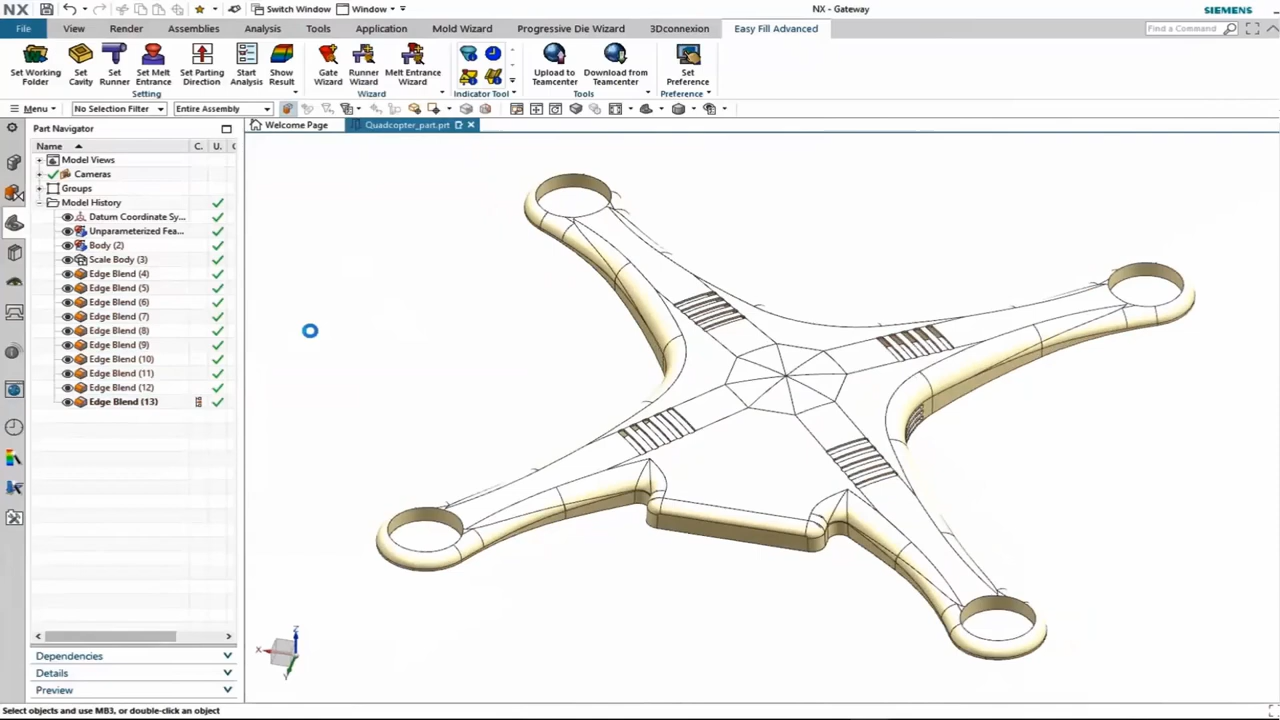 NX Switch Window Window NX - Gateway SIEMENS
File View Render Assemblies Analysis Tools Application Mold Wizard Progressive Die Wizard 3Dconnexion Easy Fill Advanced Find a Command
Set Working Folder Set Cavity Set Runner Set Melt Entrance Set Parting Direction Start Analysis Show Result Gate Wizard Runner Wizard Melt Entrance Wizard Upload to Teamcenter Download from Teamcenter Set Preference
Setting Wizard Indicator Tool Tools Preference
Menu No Selection Filter Entire Assembly
Part Navigator Welcome Page Quadcopter_part.prt
Name C. U.
Model Views
Cameras
Groups
Model History
Datum Coordinate Sy...
Unparameterized Fea...
Body (2)
Scale Body (3)
Edge Blend (4)
Edge Blend (5)
Edge Blend (6)
Edge Blend (7)
Edge Blend (8)
Edge Blend (9)
Edge Blend (10)
Edge Blend (11)
Edge Blend (12)
Edge Blend (13)
Z
X
Y
Dependencies
Details
Preview
Select objects and use MB3, or double-click an object